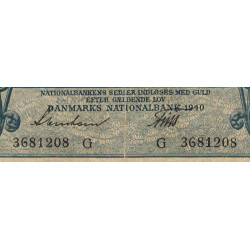 NATIONALBANKENS SEDLER INDLØSES MED GULD
EFTER GÆLDENDE LOV
DANMARKS NATIONALBANK 1940
3681208 G G 3681208